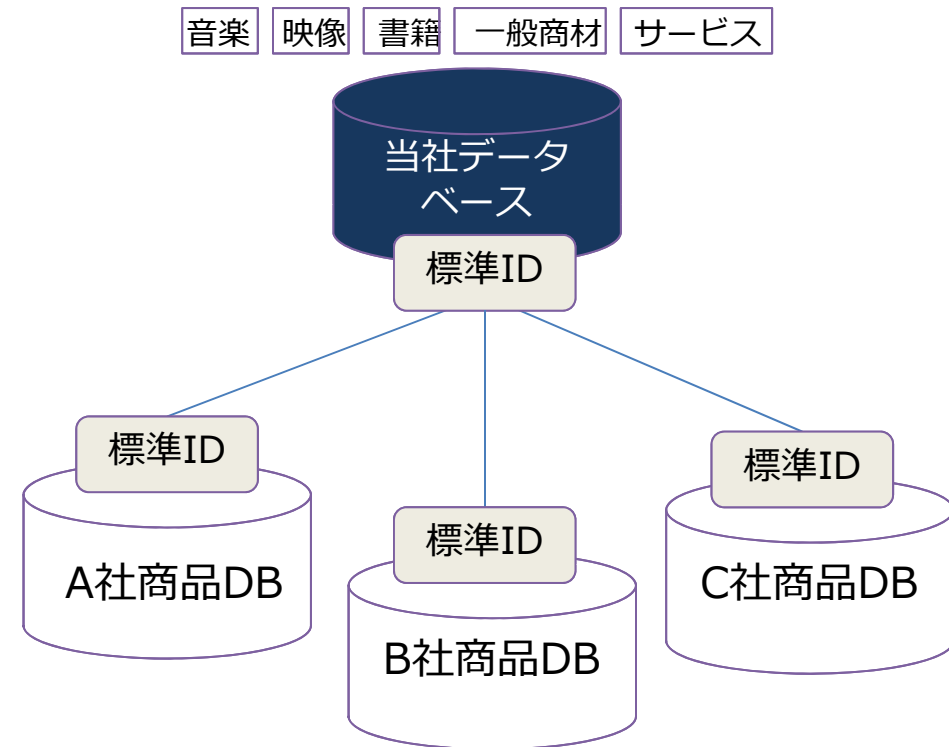 音楽 映像 書籍 一般商材 サービス
当社データ
ベース
標準ID
標準ID
標準ID
標準ID
A社商品DB
B社商品DB
C社商品DB